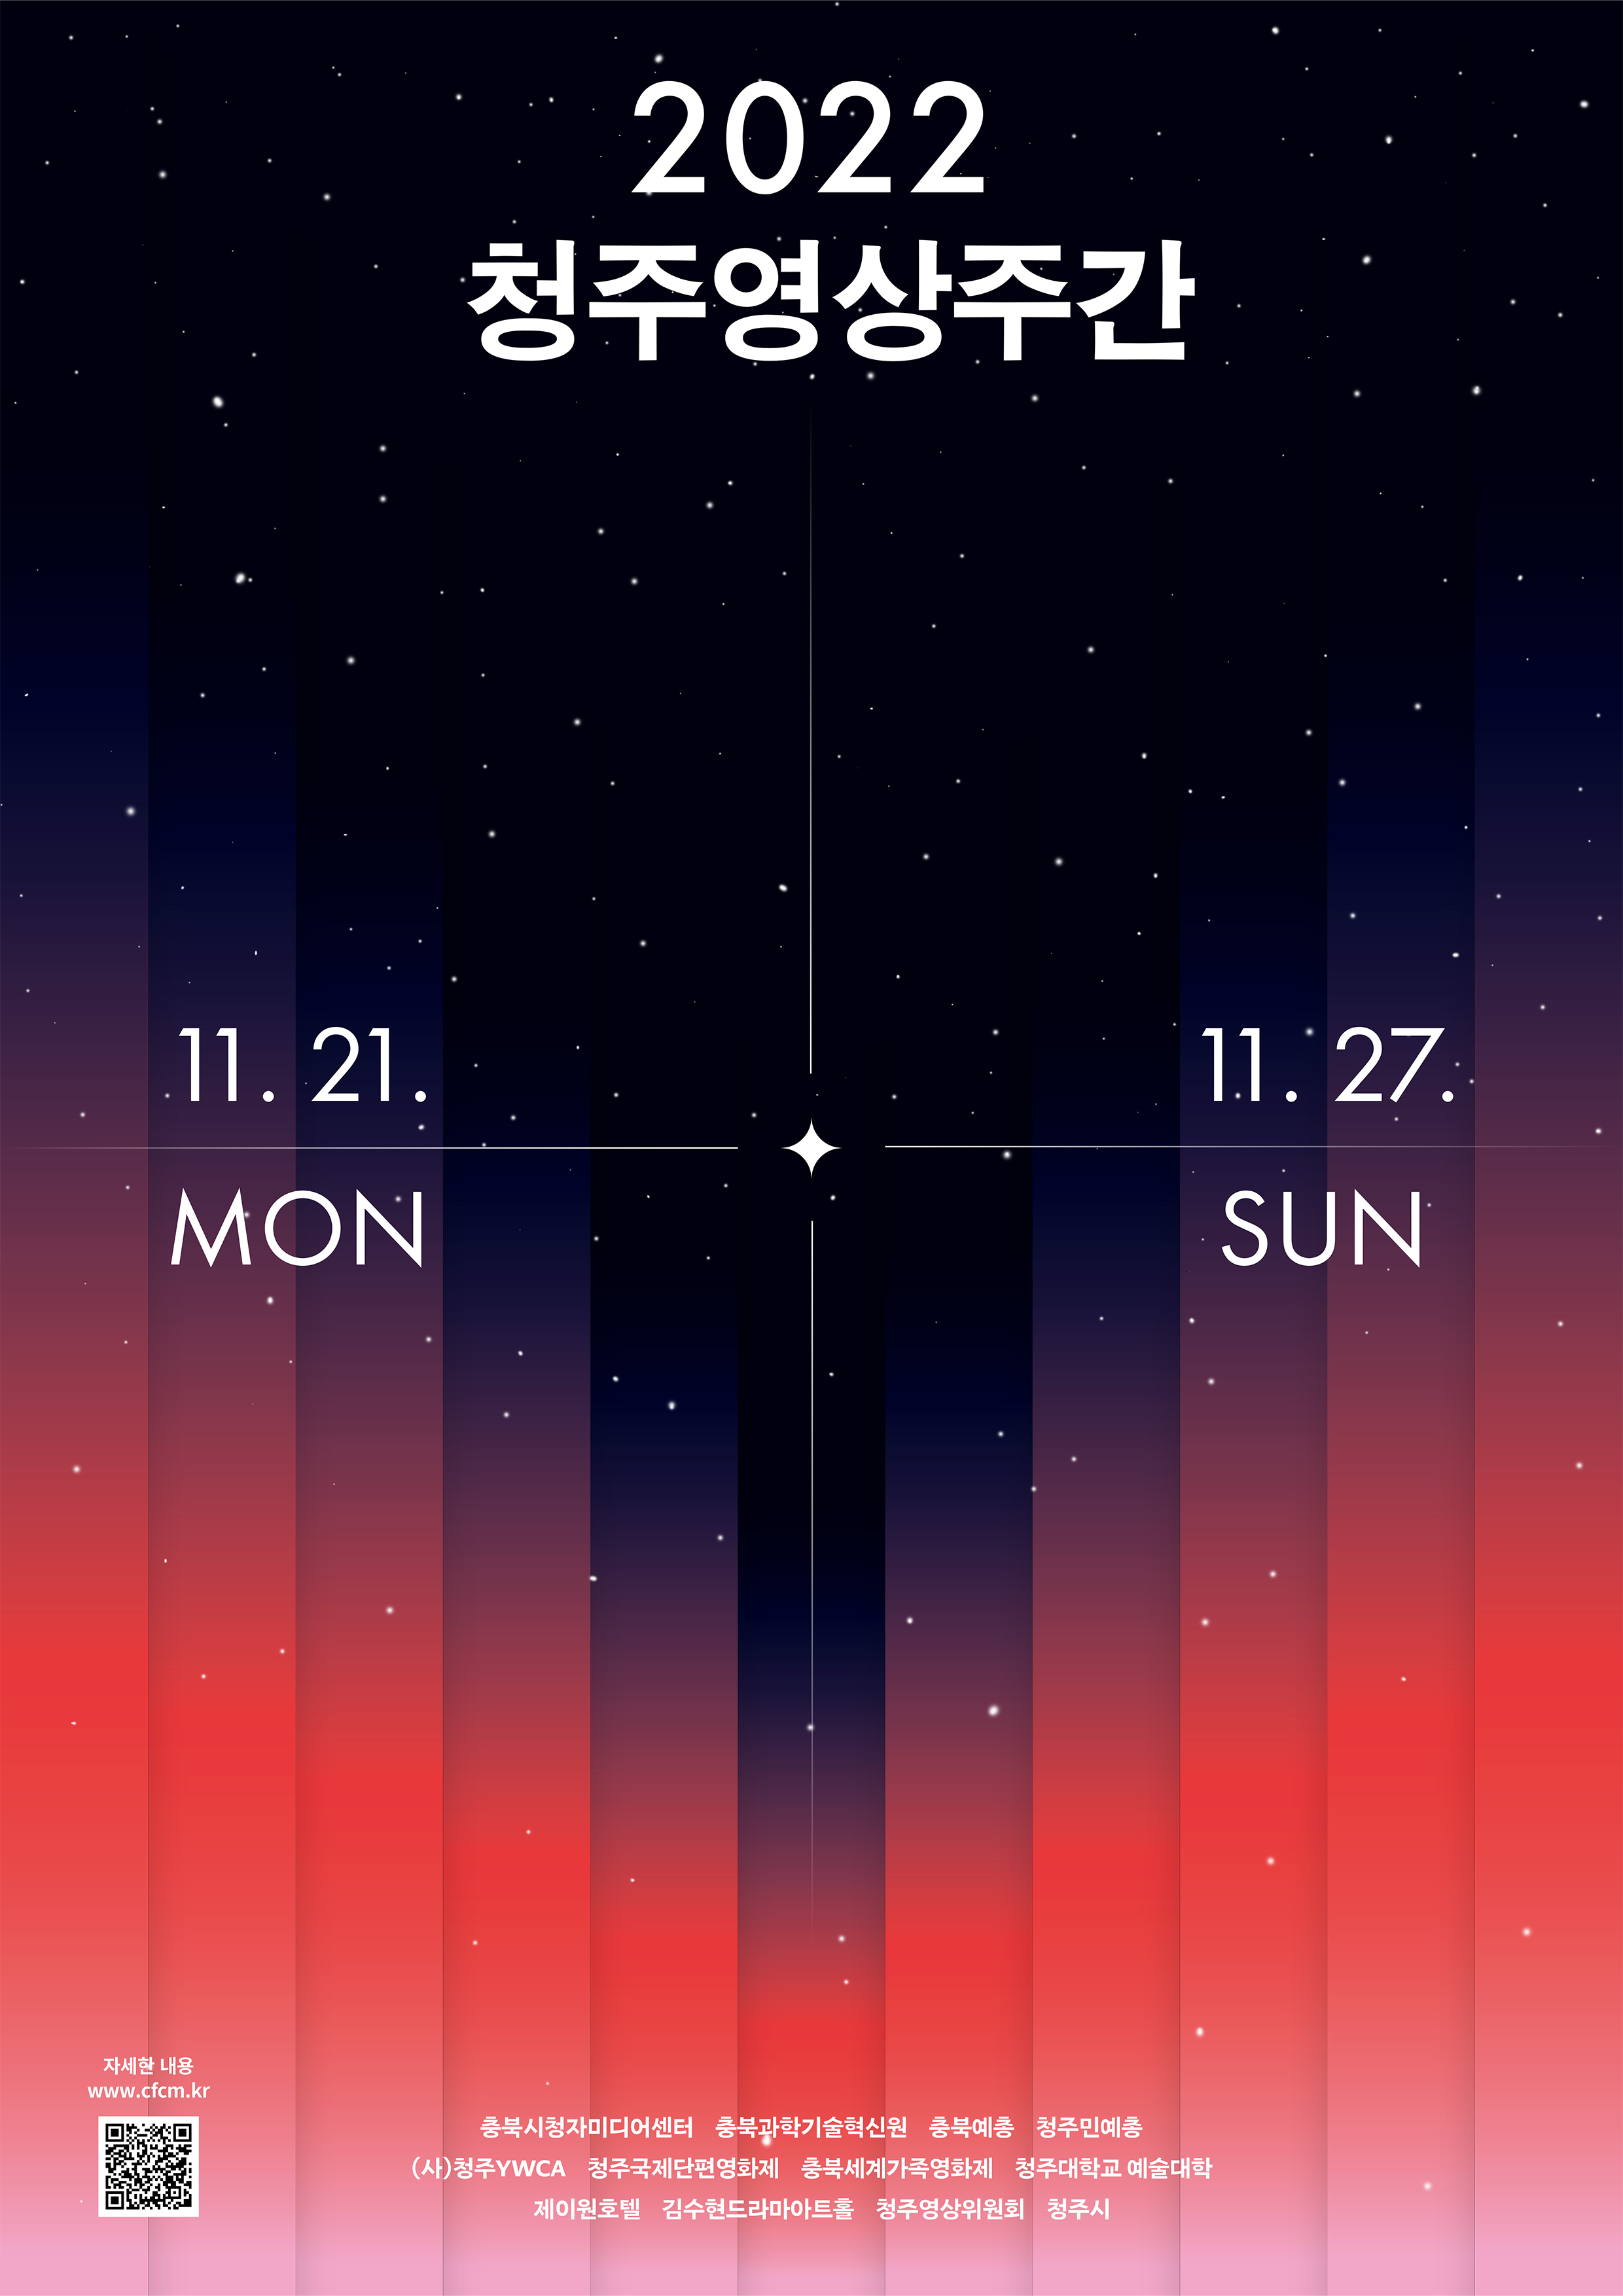 2022
청주영상주간
11. 21.
11. 27.
MON
SUN
자세한 내용
www.cfcm.kr
충북시청자미디어센터 충북과학기술혁신원 충북예총 청주민예총
(사)청주YWCA 청주국제단편영화제 충북세계가족영화제 청주대학교 예술대학
제이원호텔 김수현드라마아트홀 청주영상위원회 청주시